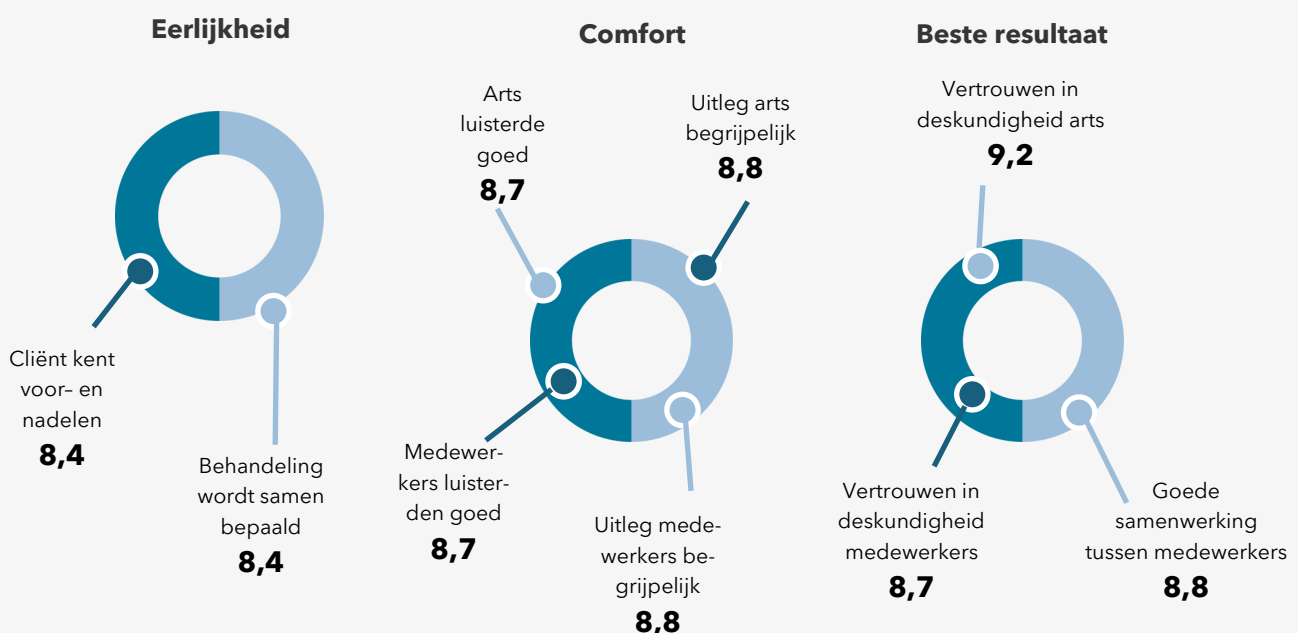 Eerlijkheid
Cliënt kent
voor– en
nadelen
8,4
Behandeling
wordt samen
bepaald
8,4
Comfort
Arts
luisterde
goed
8,7
Uitleg arts
begrijpelijk
8,8
Medewer-
kers luister-
den goed
8,7
Uitleg mede-
werkers be-
grijpelijk
8,8
Beste resultaat
Vertrouwen in
deskundigheid arts
9,2
Vertrouwen in
deskundigheid
medewerkers
8,7
Goede
samenwerking
tussen medewerkers
8,8